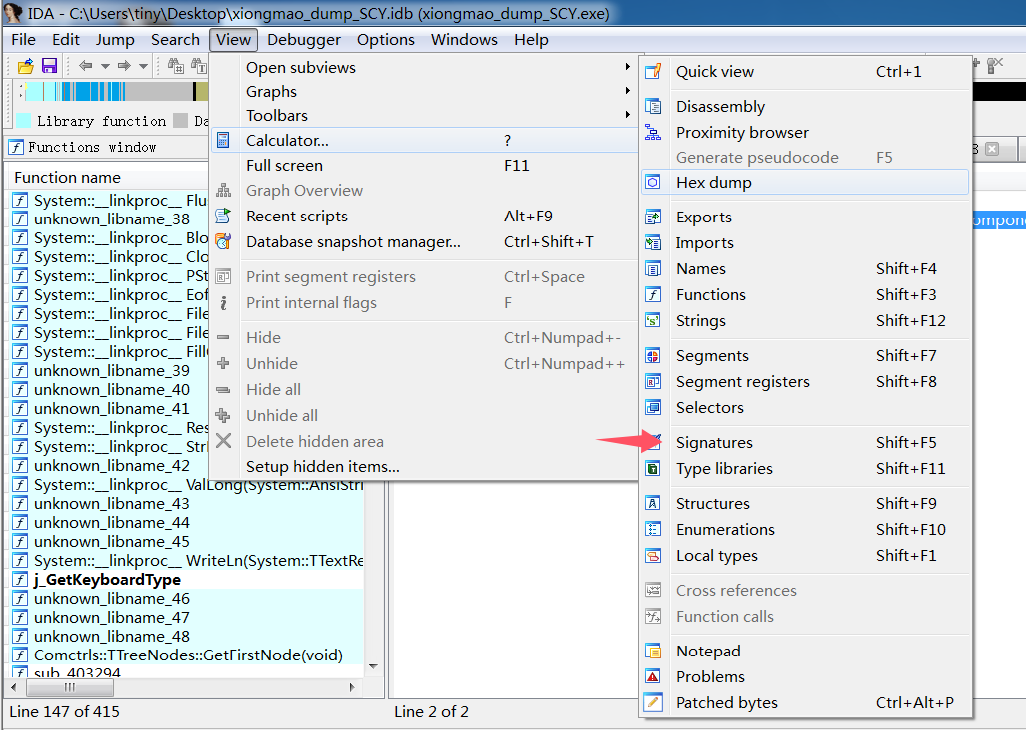 IDA - C:\Users\tiny\Desktop\xiongmao_dump_SCY.idb (xiongmao_dump_SCY.exe)
File Edit Jump Search View Debugger Options Windows Help
Library function Da
Functions window
Function name
System::__linkproc__ Flu
unknown_libname_38
System::__linkproc__ Blo
System::__linkproc__ Clo
System::__linkproc__ PSt
System::__linkproc__ Eof
System::__linkproc__ File
System::__linkproc__ File
System::__linkproc__ Fill
unknown_libname_39
unknown_libname_40
unknown_libname_41
System::__linkproc__ Res
System::__linkproc__ Str
unknown_libname_42
System::__linkproc__ ValLong(System::AnsiStri
unknown_libname_43
unknown_libname_44
unknown_libname_45
System::__linkproc__ WriteLn(System::TTextRe
j_GetKeyboardType
unknown_libname_46
unknown_libname_47
unknown_libname_48
Comctrls::TTreeNodes::GetFirstNode(void)
sub_403294
Line 147 of 415
Open subviews
Graphs
Toolbars
Calculator... ?
Full screen F11
Graph Overview
Recent scripts Alt+F9
Database snapshot manager... Ctrl+Shift+T
Print segment registers Ctrl+Space
Print internal flags F
Hide Ctrl+Numpad+-
Unhide Ctrl+Numpad++
Hide all
Unhide all
Delete hidden area
Setup hidden items...
Line 2 of 2
Quick view Ctrl+1
Disassembly
Proximity browser
Generate pseudocode F5
Hex dump
Exports
Imports
Names Shift+F4
Functions Shift+F3
Strings Shift+F12
Segments Shift+F7
Segment registers Shift+F8
Selectors
Signatures Shift+F5
Type libraries Shift+F11
Structures Shift+F9
Enumerations Shift+F10
Local types Shift+F1
Cross references
Function calls
Notepad
Problems
Patched bytes Ctrl+Alt+P
ompone